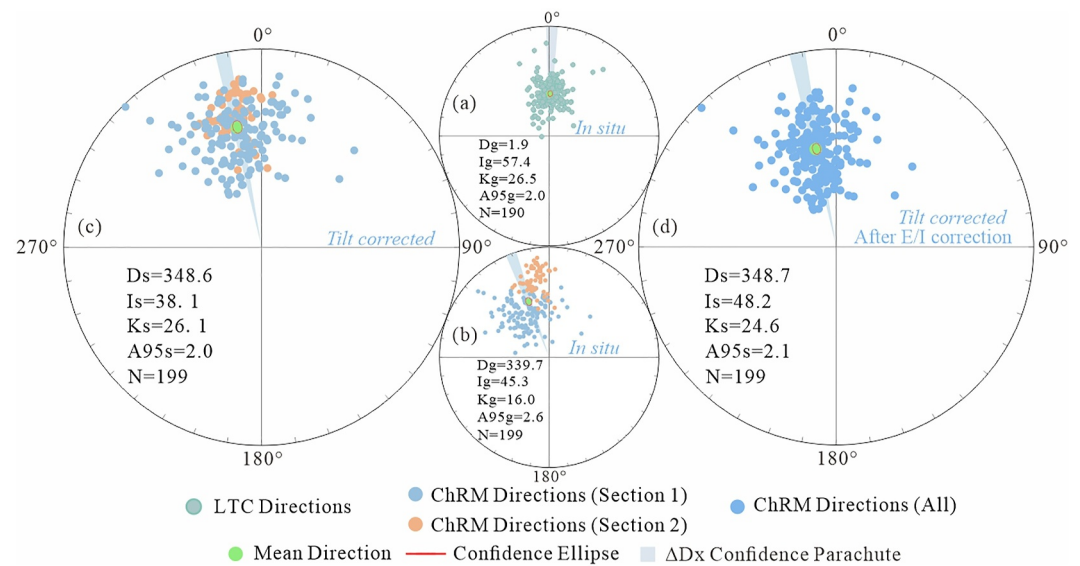 0°
(a)
In situ
Dg=1.9
Ig=57.4
Kg=26.5
A95g=2.0
N=190
0°
(c)
Tilt corrected
270°
90°
Ds=348.6
Is=38. 1
Ks=26. 1
A95s=2.0
N=199
180°
(b)
In situ
Dg=339.7
Ig=45.3
Kg=16.0
A95g=2.6
N=199
180°
0°
(d)
Tilt corrected
After E/I correction
270°
90°
Ds=348.7
Is=48.2
Ks=24.6
A95s=2.1
N=199
180°
LTC Directions
ChRM Directions (Section 1)
ChRM Directions (Section 2)
ChRM Directions (All)
Mean Direction
Confidence Ellipse
ΔDx Confidence Parachute